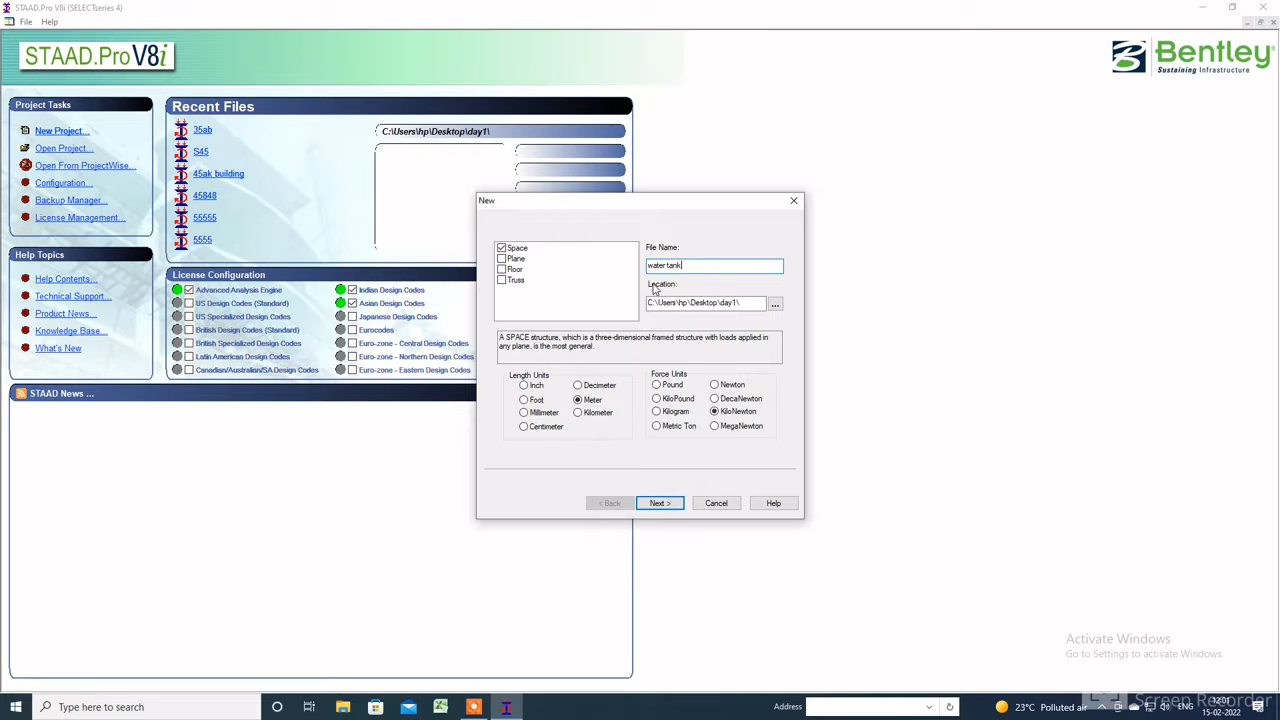 STAAD.Pro V8i (SELECTseries 4)
File Help
STAAD.Pro V8i
Bentley
Sustaining Infrastructure
Project Tasks
New Project...
Open Project...
Open From ProjectWise...
Configuration...
Backup Manager...
License Management...
Recent Files
35ab
S45
45ak building
45848
55555
5555
C:\Users\hp\Desktop\day1\
Help Topics
Help Contents...
Technical Support...
Product News...
Knowledge Base...
What's New
License Configuration
Advanced Analysis Engine
US Design Codes (Standard)
US Specialized Design Codes
British Design Codes (Standard)
British Specialized Design Codes
Latin American Design Codes
Canadian/Australian/SA Design Codes
Indian Design Codes
Asian Design Codes
Japanese Design Codes
Eurocodes
Euro-zone - Central Design Codes
Euro-zone - Northern Design Codes
Euro-zone - Eastern Design Codes
STAAD News ...
New
Space
Plane
Floor
Truss
File Name:
water tank
Location:
C:\Users\hp\Desktop\day1\
...
A SPACE structure, which is a three-dimensional framed structure with loads applied in
any plane, is the most general.
Length Units
Inch
Foot
Millimeter
Centimeter
Decimeter
Meter
Kilometer
Force Units
Pound
KiloPound
Kilogram
Metric Ton
Newton
DecaNewton
KiloNewton
MegaNewton
< Back
Next >
Cancel
Help
Activate Windows
Go to Settings to activate Windows.
Screen Recorder
Type here to search
Address
23°C Polluted air
ENG
12:01
15-02-2022